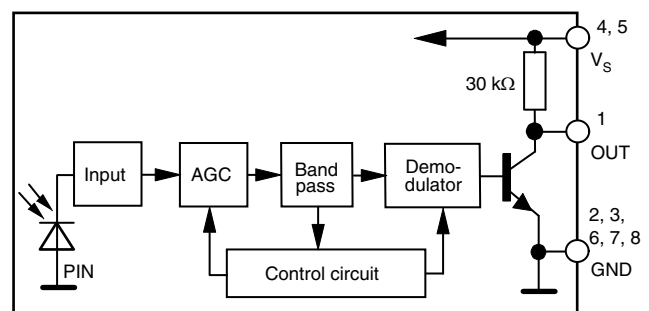 4, 5
V_S
30 kΩ
1
OUT
Input
AGC
Band
pass
Demo-
dulator
2, 3,
6, 7, 8
GND
PIN
Control circuit